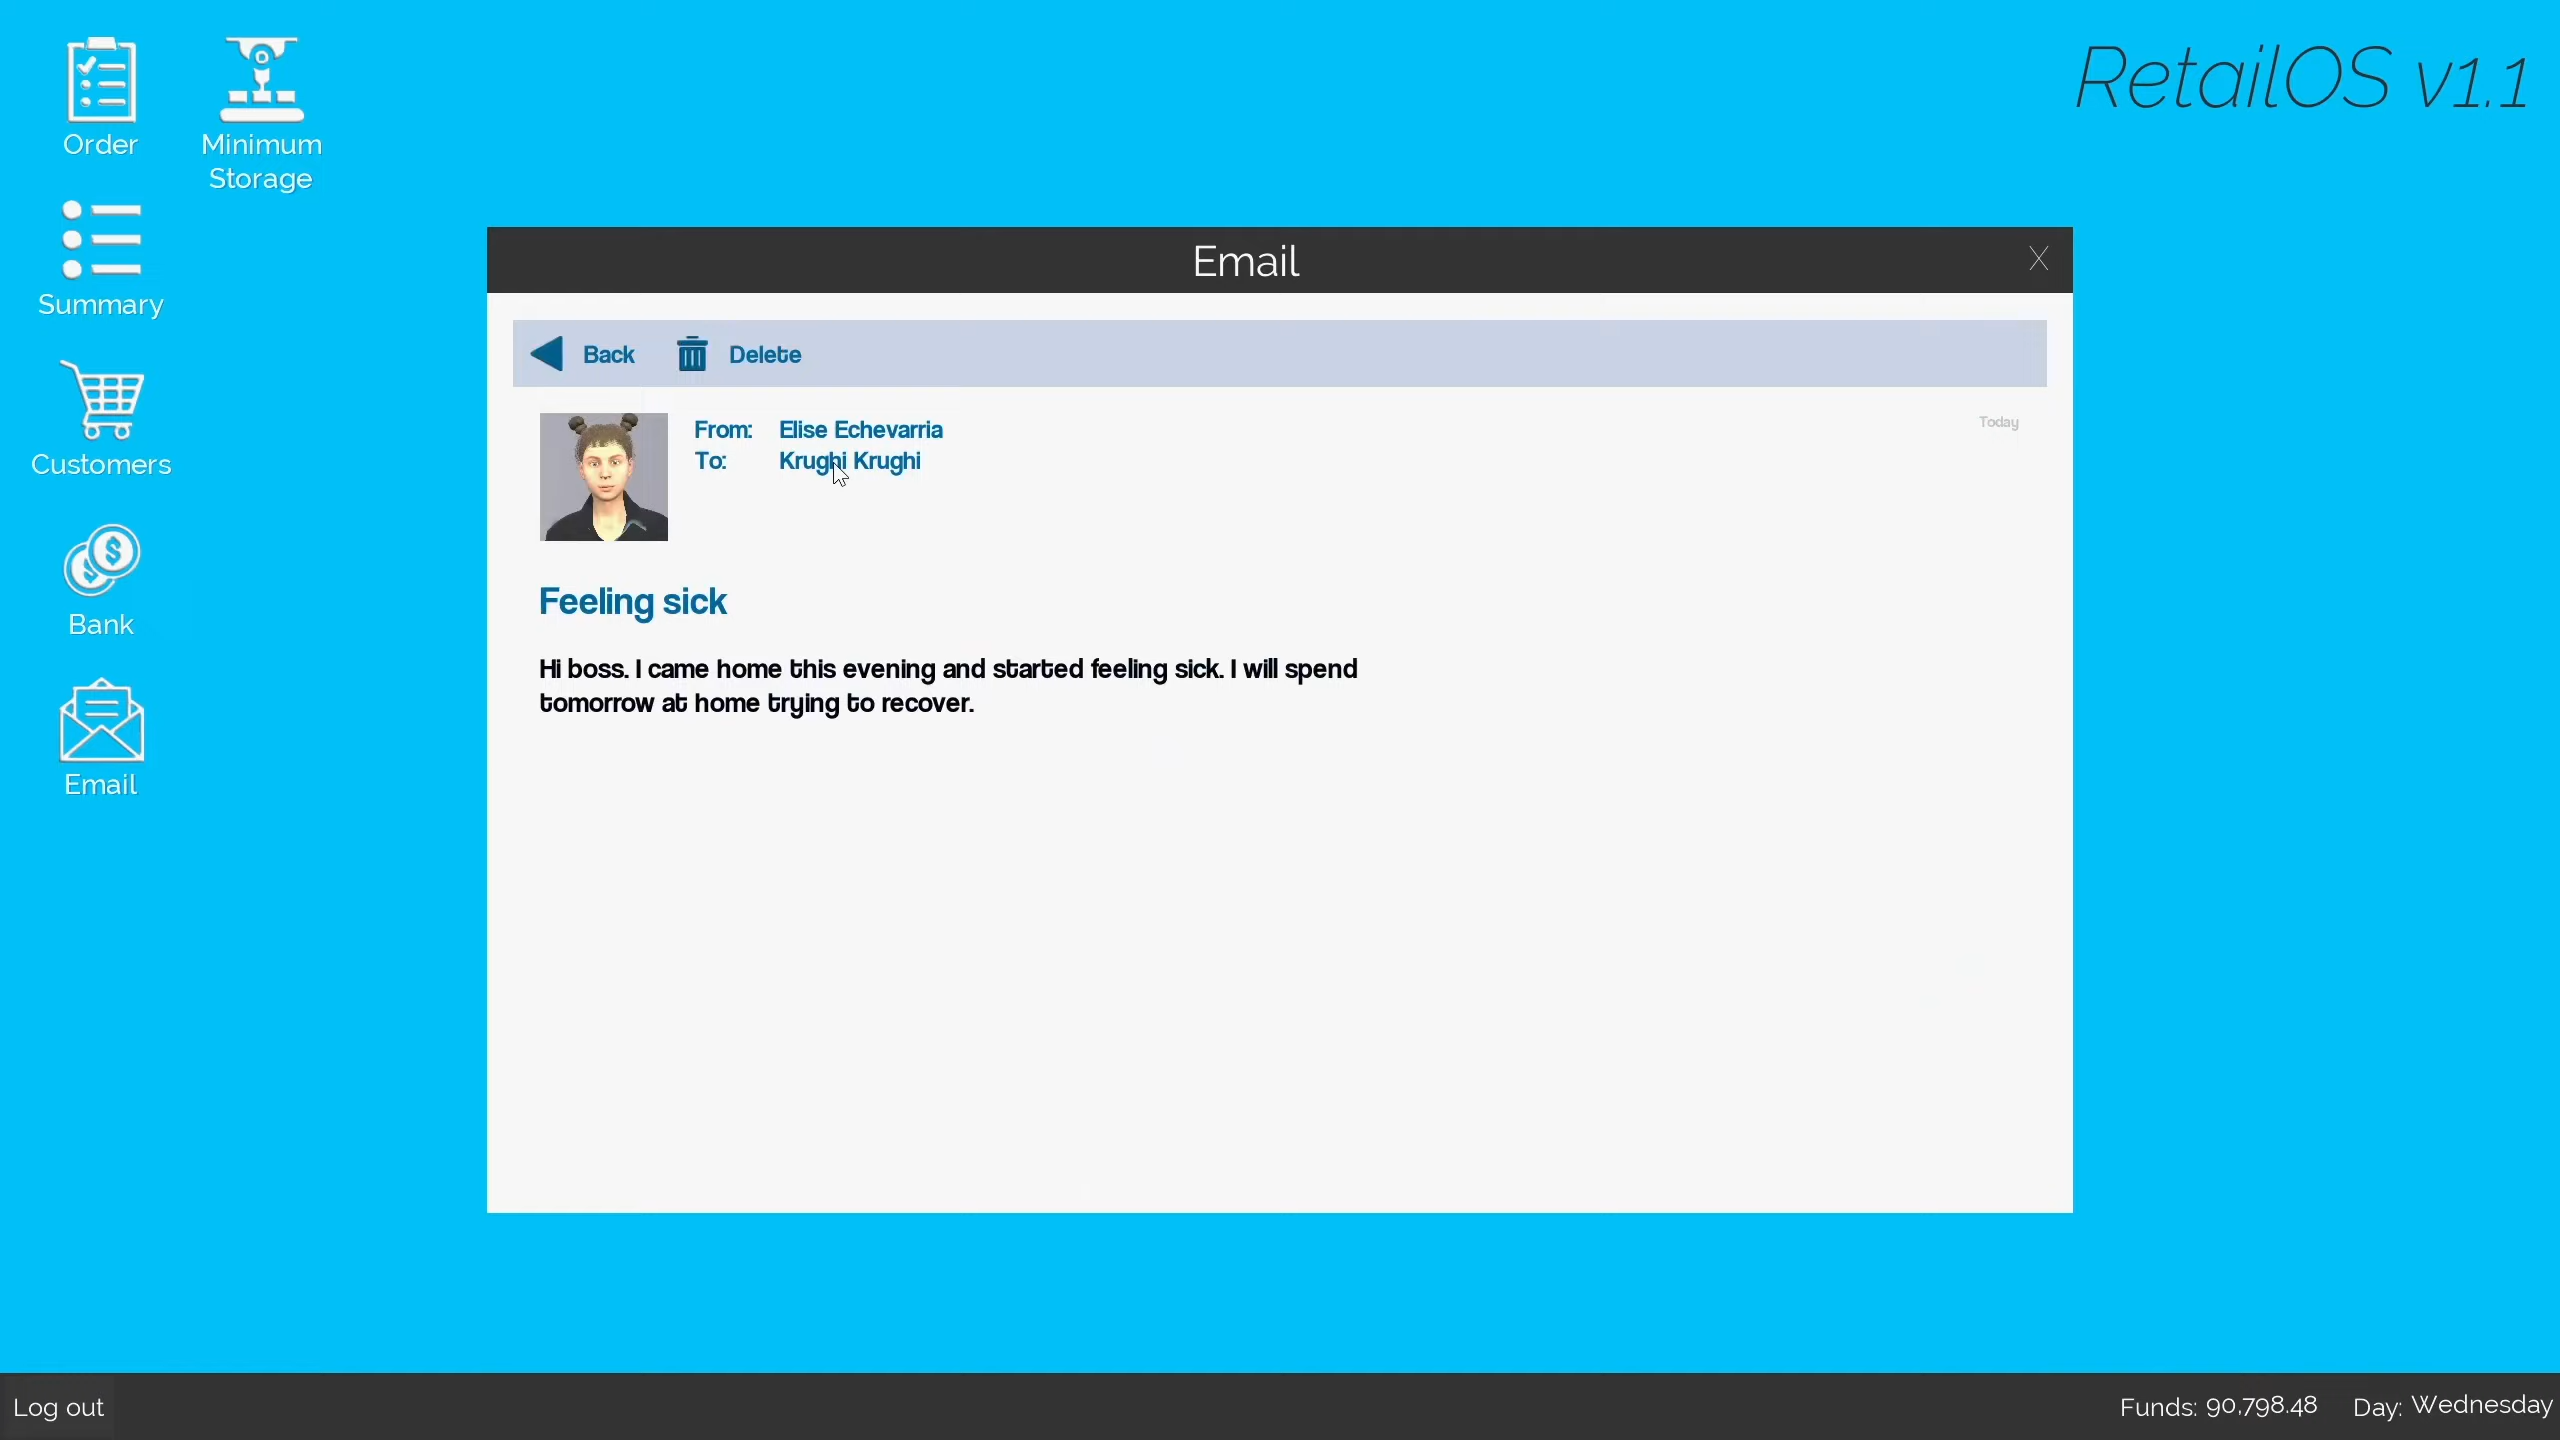 RetailOS v1.1
Order
Minimum
Storage
Summary
Customers
Bank
Email
Email
X
Back
Delete
From: Elise Echevarria
To: Krughi Krughi
Today
Feeling sick
Hi boss. I came home this evening and started feeling sick. I will spend
tomorrow at home trying to recover.
Log out
Funds: 90,798.48
Day: Wednesday